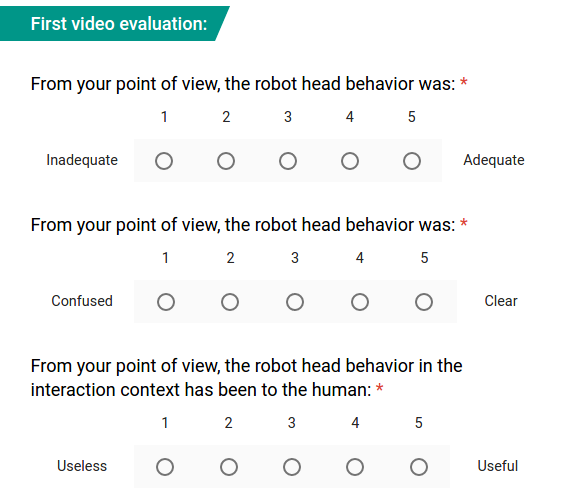 First video evaluation:
From your point of view, the robot head behavior was: *
1 2 3 4 5
Inadequate Adequate
From your point of view, the robot head behavior was: *
1 2 3 4 5
Confused Clear
From your point of view, the robot head behavior in the
interaction context has been to the human: *
1 2 3 4 5
Useless Useful